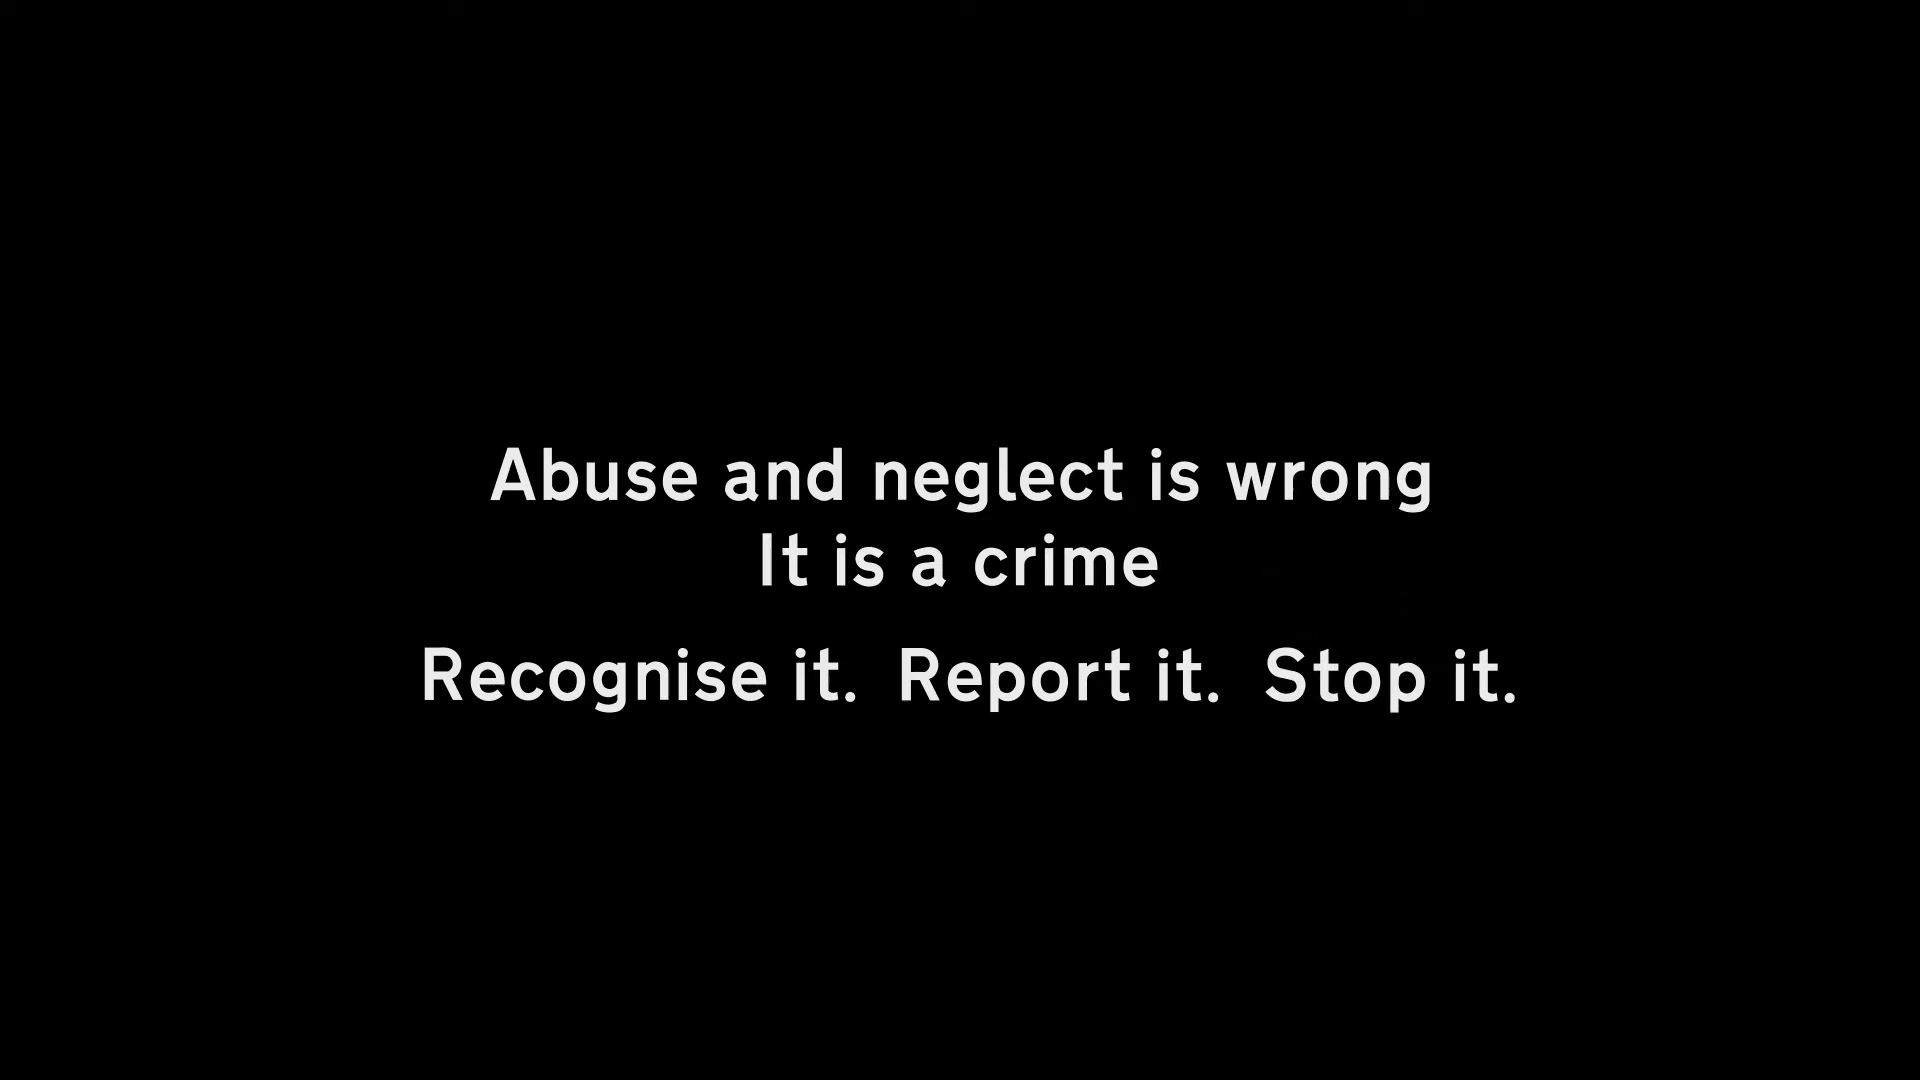 Abuse and neglect is wrong
It is a crime
Recognise it. Report it. Stop it.